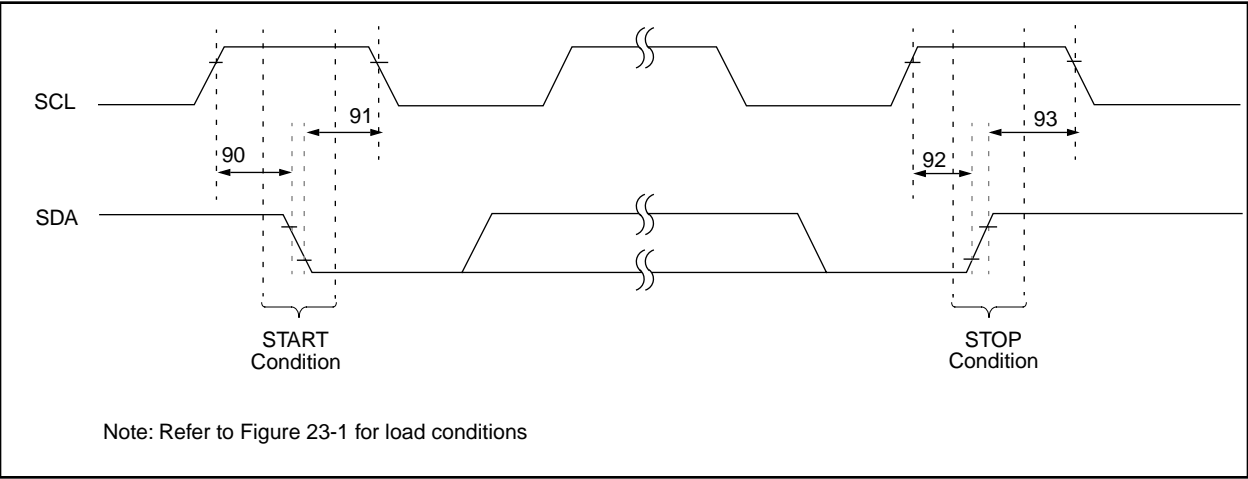 SCL
91
93
90
92
SDA
START
Condition
STOP
Condition
Note: Refer to Figure 23-1 for load conditions